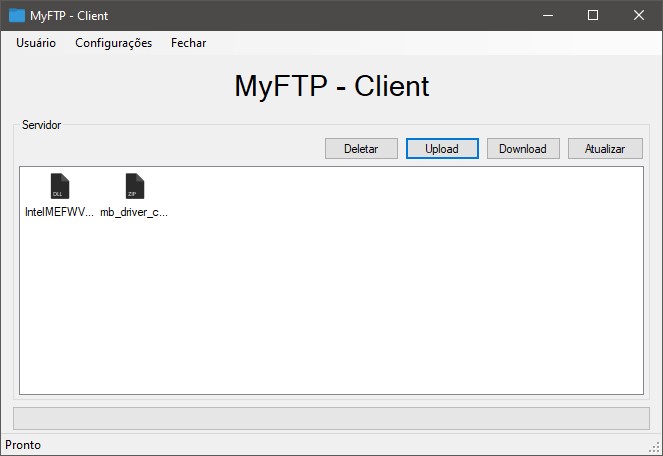 MyFTP - Client
Usuário Configurações Fechar
MyFTP - Client
Servidor
Deletar Upload Download Atualizar
DLL ZIP
IntelMEFWV... mb_driver_c...
Pronto